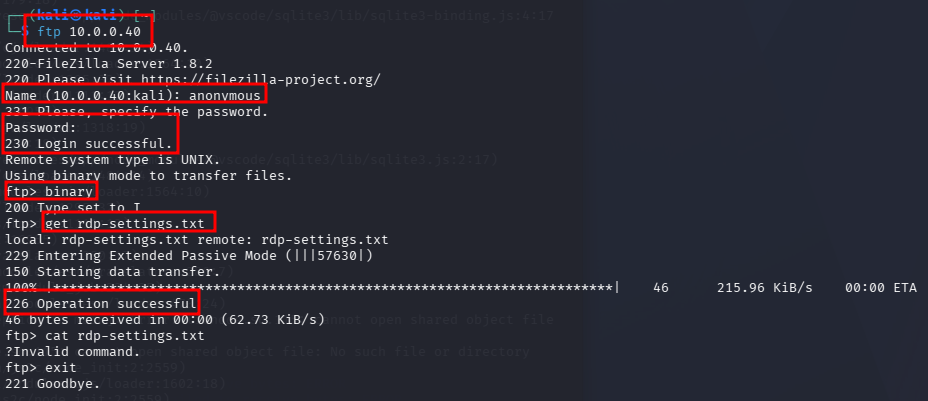 ┌──(kali㉿kali)-[~]
└─$ ftp 10.0.0.40
Connected to 10.0.0.40.
220-FileZilla Server 1.8.2
220 Please visit https://filezilla-project.org/
Name (10.0.0.40:kali): anonymous
331 Please, specify the password.
Password:
230 Login successful.
Remote system type is UNIX.
Using binary mode to transfer files.
ftp> binary
200 Type set to I
ftp> get rdp-settings.txt
local: rdp-settings.txt remote: rdp-settings.txt
229 Entering Extended Passive Mode (|||57630|)
150 Starting data transfer.
100% |***********************************************************************| 46 215.96 KiB/s 00:00 ETA
226 Operation successful
46 bytes received in 00:00 (62.73 KiB/s)
ftp> cat rdp-settings.txt
?Invalid command.
ftp> exit
221 Goodbye.